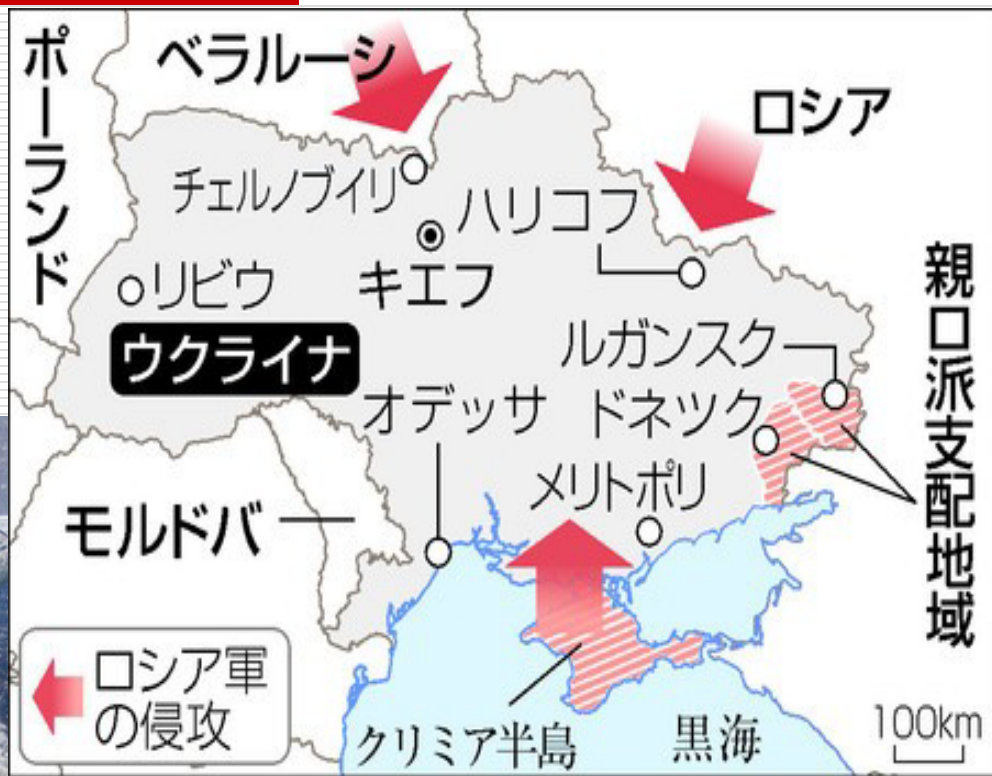 ポーランド
ベラルーシ
ロシア
チェルノブイリ
ハリコフ
キエフ
リビウ
ウクライナ
ルガンスク
オデッサ
ドネツク
メリトポリ
親ロ派支配地域
モルドバ
ロシア軍
の侵攻
クリミア半島
黒海
100km